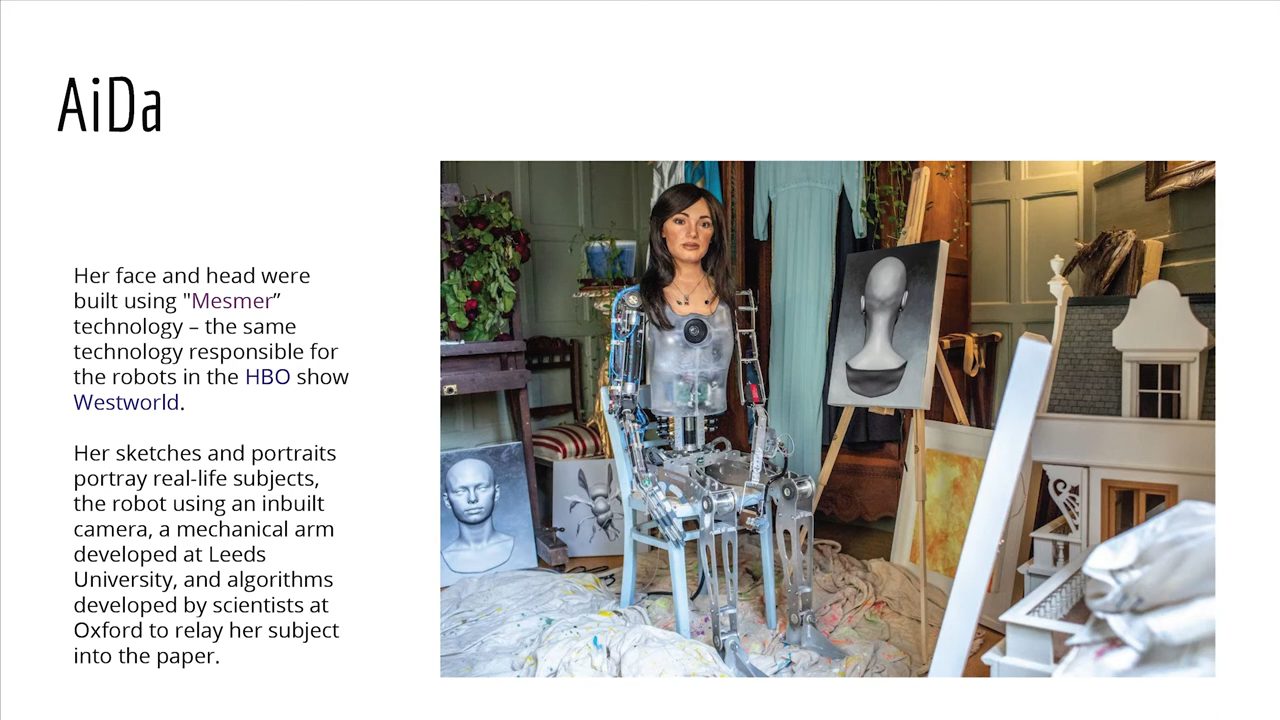 AiDa
Her face and head were
built using "Mesmer”
technology – the same
technology responsible for
the robots in the HBO show
Westworld.
Her sketches and portraits
portray real-life subjects,
the robot using an inbuilt
camera, a mechanical arm
developed at Leeds
University, and algorithms
developed by scientists at
Oxford to relay her subject
into the paper.